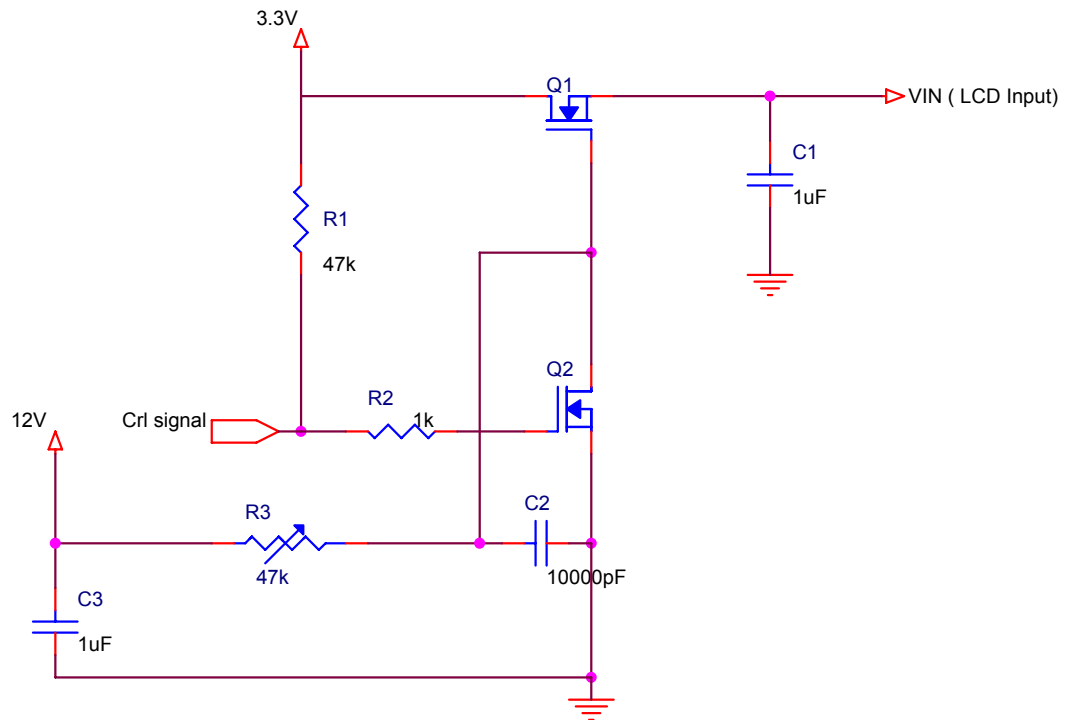 3.3V
Q1
VIN ( LCD Input)
C1
1uF
R1
47k
Q2
12V
Crl signal
R2
1k
R3
47k
C2
10000pF
C3
1uF